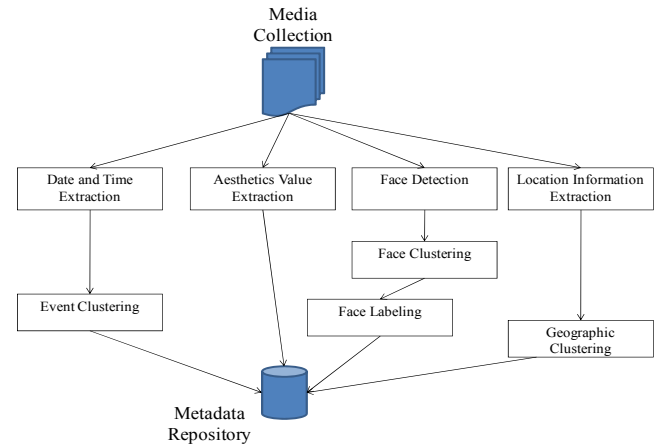 Media
Collection
Date and Time
Extraction
Aesthetics Value
Extraction
Face Detection
Location Information
Extraction
Face Clustering
Event Clustering
Face Labeling
Geographic
Clustering
Metadata
Repository